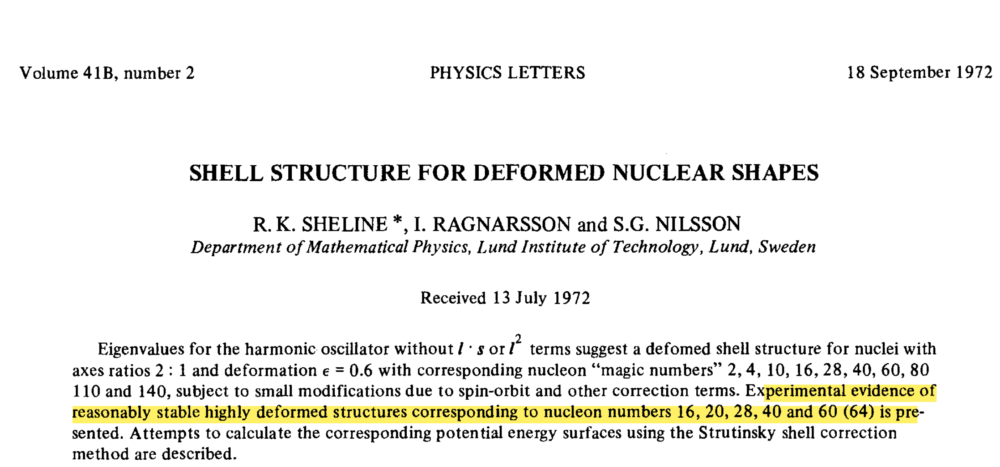 Volume 41B, number 2 PHYSICS LETTERS 18 September 1972
SHELL STRUCTURE FOR DEFORMED NUCLEAR SHAPES
R. K. SHELINE *, I. RAGNARSSON and S.G. NILSSON
Department of Mathematical Physics, Lund Institute of Technology, Lund, Sweden
Received 13 July 1972
Eigenvalues for the harmonic oscillator without l · s or l² terms suggest a defomed shell structure for nuclei with
axes ratios 2 : 1 and deformation ϵ = 0.6 with corresponding nucleon “magic numbers” 2, 4, 10, 16, 28, 40, 60, 80
110 and 140, subject to small modifications due to spin-orbit and other correction terms. Experimental evidence of
reasonably stable highly deformed structures corresponding to nucleon numbers 16, 20, 28, 40 and 60 (64) is pre-
sented. Attempts to calculate the corresponding potential energy surfaces using the Strutinsky shell correction
method are described.